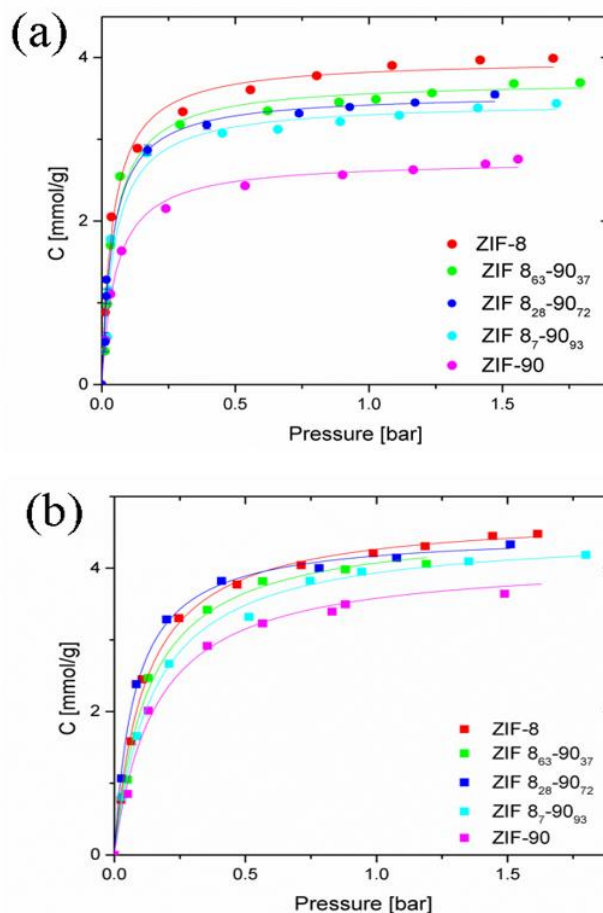 (a)
C [mmol/g]
4
2
0
0.0 0.5 1.0 1.5
Pressure [bar]
ZIF-8
ZIF 8₆₃-90₃₇
ZIF 8₂₈-90₇₂
ZIF 8₇-90₉₃
ZIF-90
(b)
C [mmol/g]
4
2
0
0.0 0.5 1.0 1.5
Pressure [bar]
ZIF-8
ZIF 8₆₃-90₃₇
ZIF 8₂₈-90₇₂
ZIF 8₇-90₉₃
ZIF-90